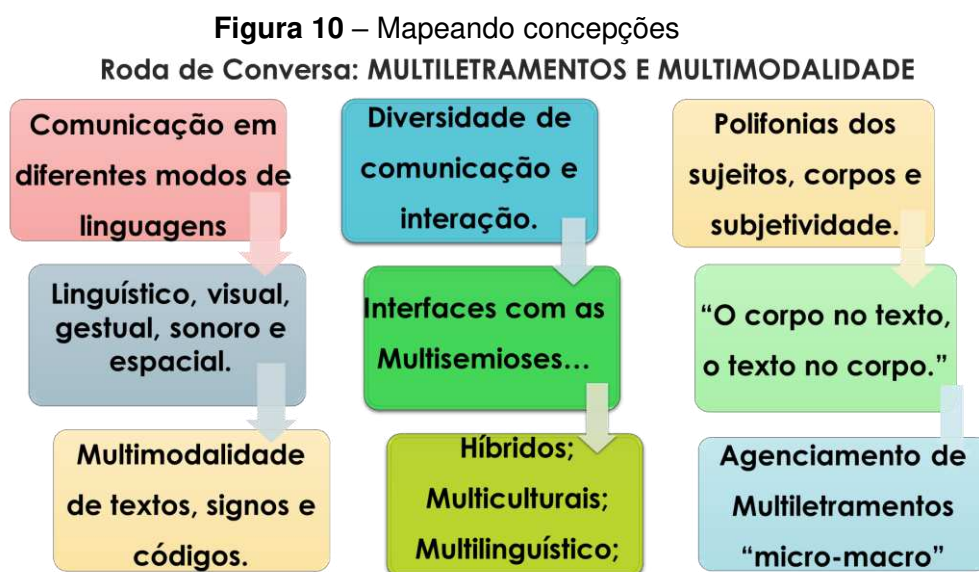 Figura 10 – Mapeando concepções
Roda de Conversa: MULTILETRAMENTOS E MULTIMODALIDADE
Comunicação em
diferentes modos de
linguagens
Linguístico, visual,
gestual, sonoro e
espacial.
Multimodalidade
de textos, signos e
códigos.
Diversidade de
comunicação e
interação.
Interfaces com as
Multisemioses...
Híbridos;
Multiculturais;
Multilinguístico;
Polifonias dos
sujeitos, corpos e
subjetividade.
“O corpo no texto,
o texto no corpo.”
Agenciamento de
Multiletramentos
“micro-macro”